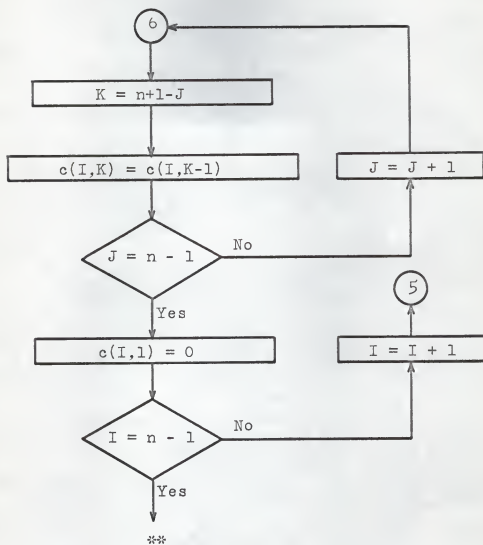 6
K = n+1-J
c(I,K) = c(I,K-1)
J = J + 1
J = n - 1
No
Yes
5
c(I,1) = 0
I = I + 1
I = n - 1
No
Yes
**